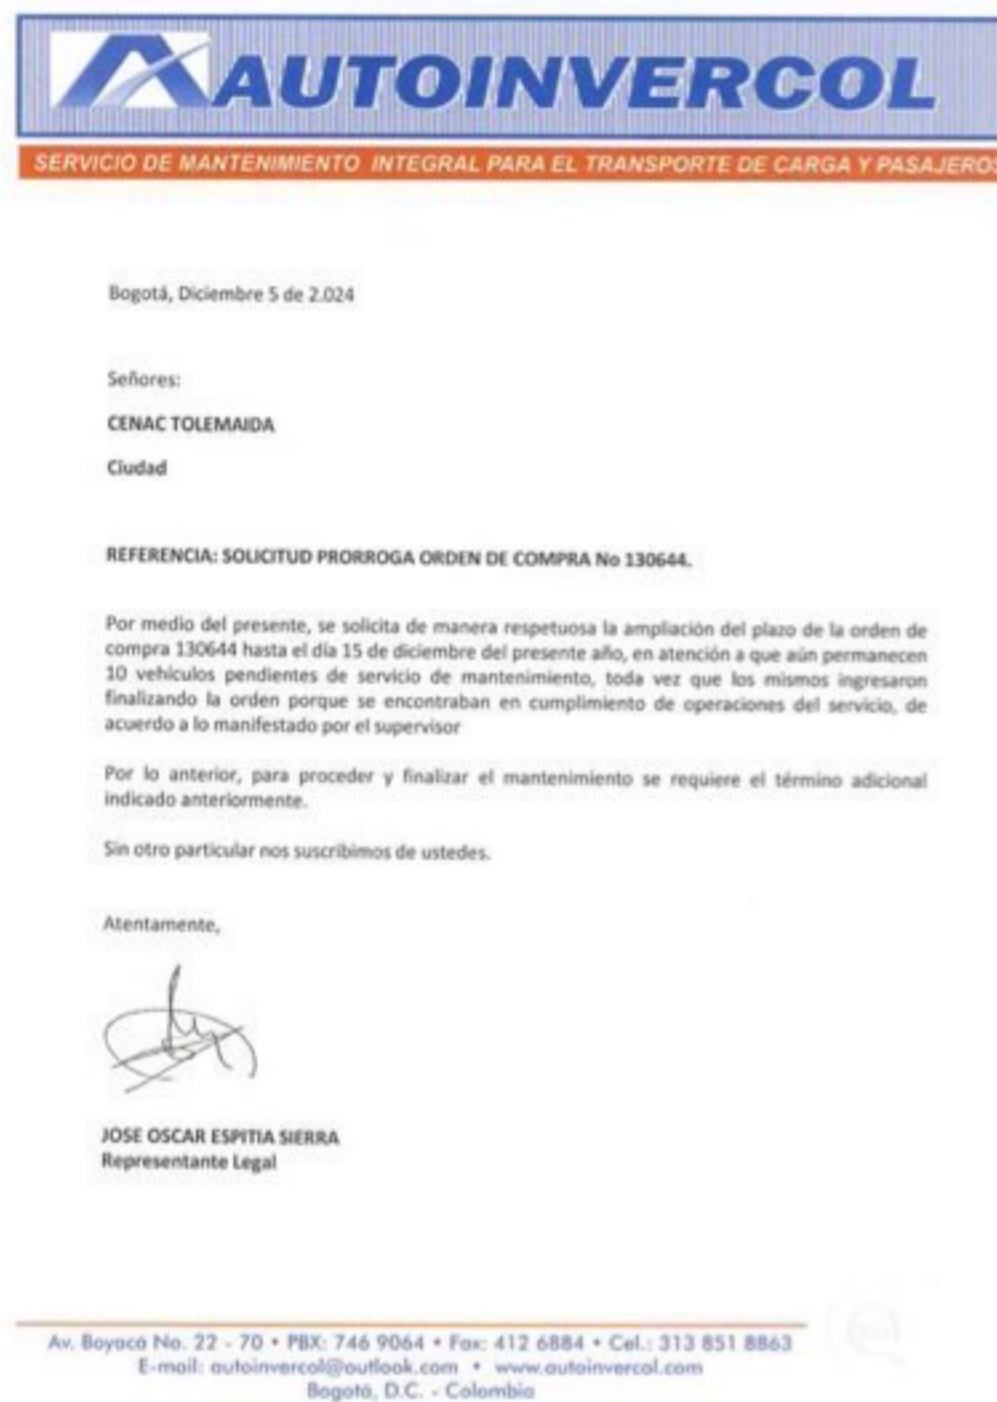 AUTOINVERCOL
SERVICIO DE MANTENIMIENTO INTEGRAL PARA EL TRANSPORTE DE CARGA Y PASAJEROS
Bogotá, Diciembre 5 de 2.024
Señores:
CENAC TOLEMAIDA
Ciudad
REFERENCIA: SOLICITUD PRORROGA ORDEN DE COMPRA No 130644.
Por medio del presente, se solicita de manera respetuosa la ampliación del plazo de la orden de
compra 130644 hasta el día 15 de diciembre del presente año, en atención a que aún permanecen
10 vehículos pendientes de servicio de mantenimiento, toda vez que los mismos ingresaron
finalizando la orden porque se encontraban en cumplimiento de operaciones del servicio, de
acuerdo a lo manifestado por el supervisor
Por lo anterior, para proceder y finalizar el mantenimiento se requiere el término adicional
indicado anteriormente.
Sin otro particular nos suscribimos de ustedes.
Atentamente,
JOSE OSCAR ESPITIA SIERRA
Representante Legal
Av. Boyacá No. 22 - 70 • PBX: 746 9064 • Fax: 412 6884 • Cel.: 313 851 8863
E-mail: autoinvercol@outlook.com • www.autoinvercol.com
Bogotá, D.C. - Colombia